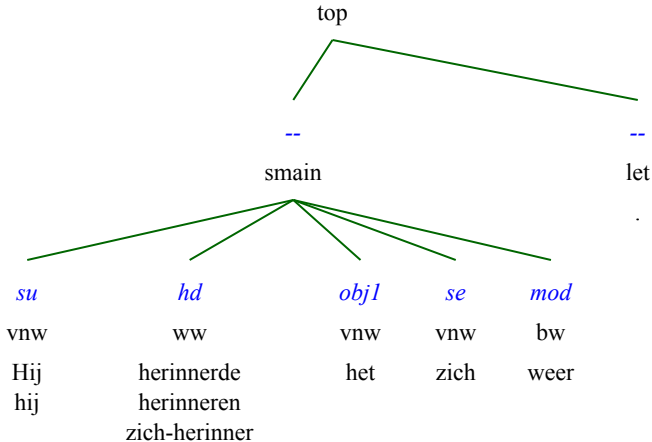 top
-- --
smain let
.
su hd obj1 se mod
vnw ww vnw vnw bw
Hij herinnerde het zich weer
hij herinneren
zich-herinner